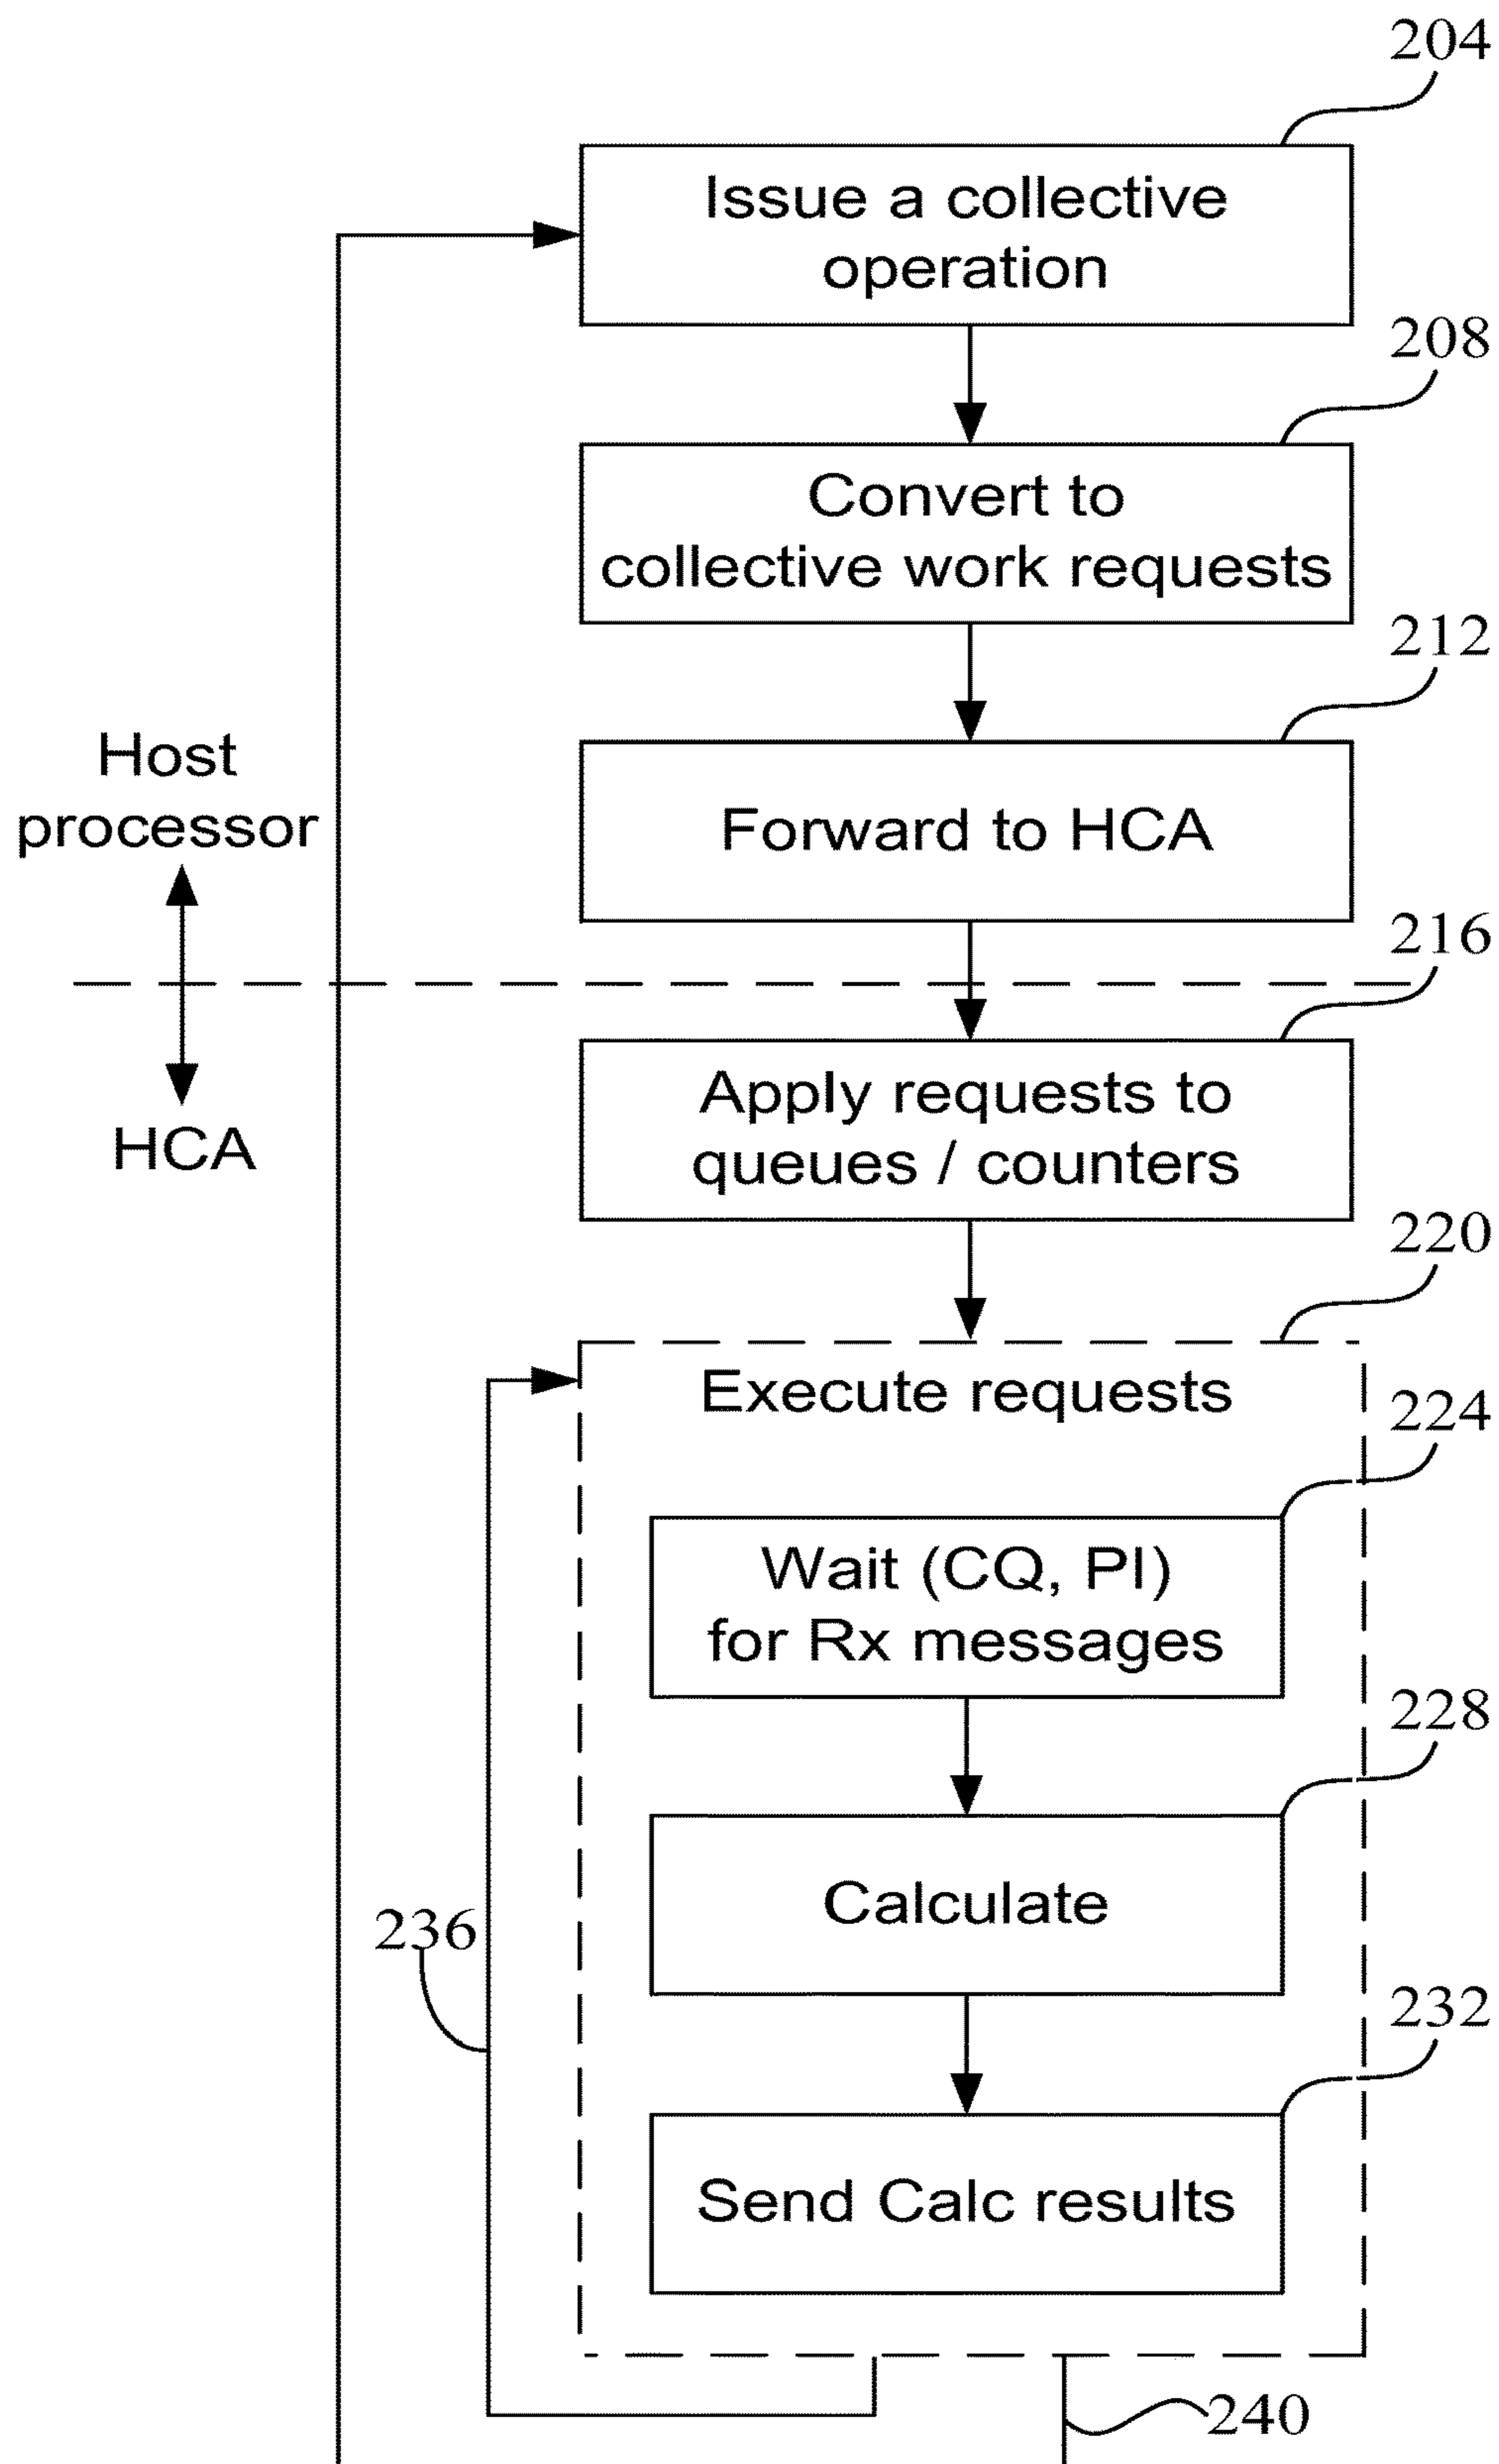 204
Issue a collective
operation
208
Convert to
collective work requests
212
Host
processor
Forward to HCA
216
HCA
Apply requests to
queues / counters
220
Execute requests
224
Wait (CQ, PI)
for Rx messages
228
Calculate
236
232
Send Calc results
240